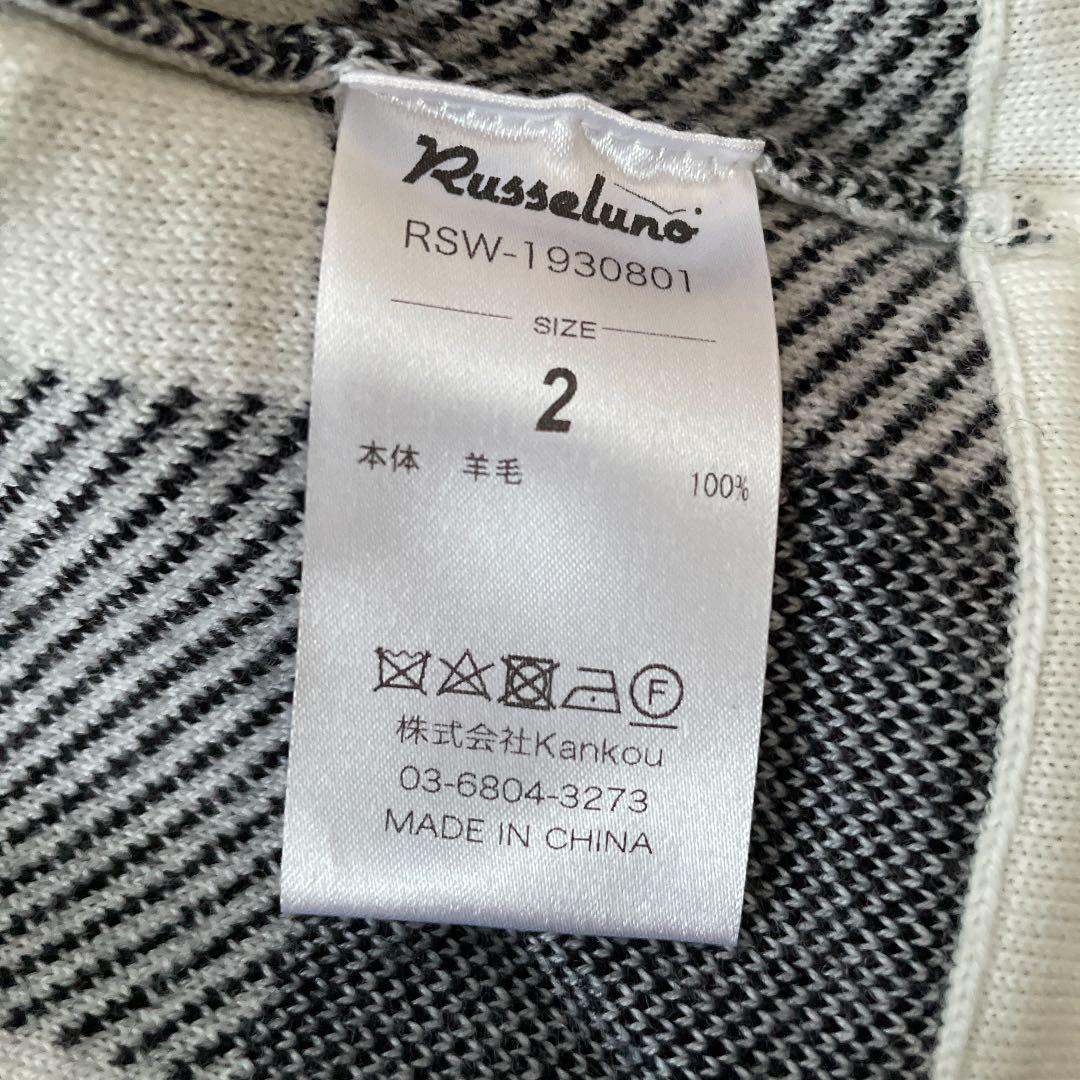 Russeluno
RSW-1930801
SIZE
2
本体 羊毛 100%
F
株式会社Kankou
03-6804-3273
MADE IN CHINA